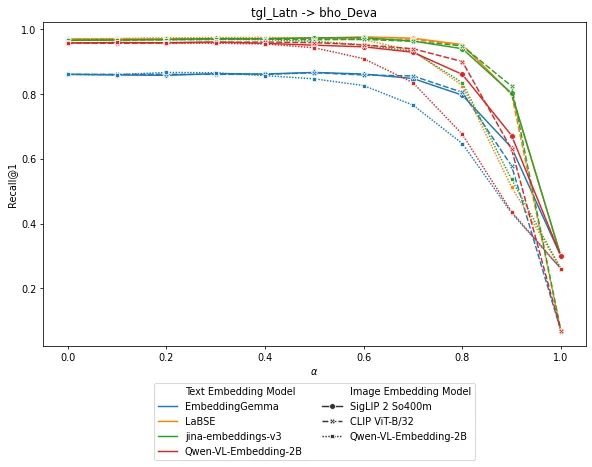 tgl_Latn -> bho_Deva
1.0
0.8
0.6
0.4
0.2
Recall@1
0.0 0.2 0.4 0.6 0.8 1.0
α
Text Embedding Model
EmbeddingGemma
LaBSE
jina-embeddings-v3
Qwen-VL-Embedding-2B
Image Embedding Model
SigLIP 2 So400m
CLIP ViT-B/32
Qwen-VL-Embedding-2B